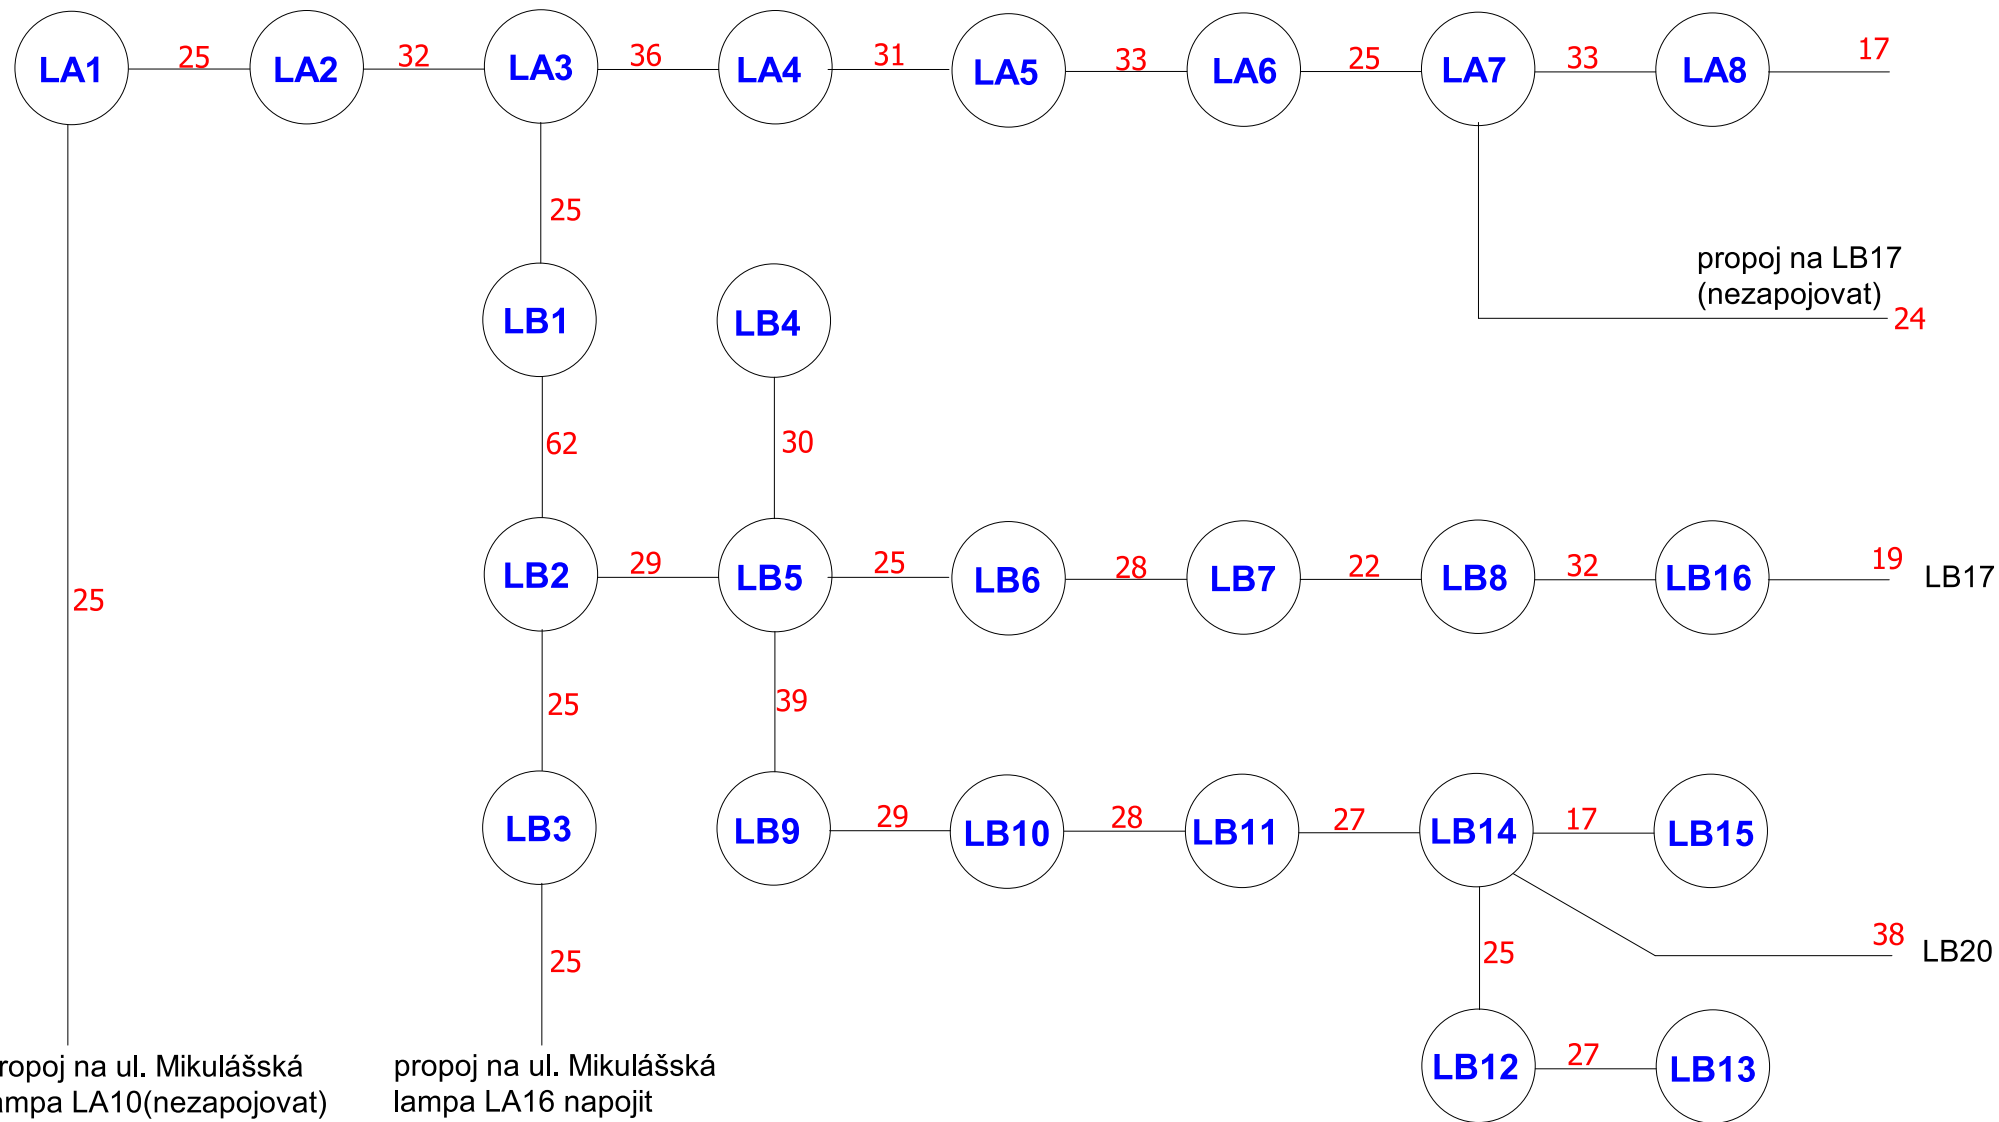 LA1 25 LA2 32 LA3 36 LA4 31 LA5 33 LA6 25 LA7 33 LA8 17
25
propoj na LB17
(nezapojovat)
24
LB1 LB4
62 30
LB2 29 LB5 25 LB6 28 LB7 22 LB8 32 LB16 19 LB17
25
25 39
LB3 LB9 29 LB10 28 LB11 27 LB14 17 LB15
25 25 38 LB20
propoj na ul. Mikulášská
lampa LA10(nezapojovat)
propoj na ul. Mikulášská
lampa LA16 napojit
LB12 27 LB13